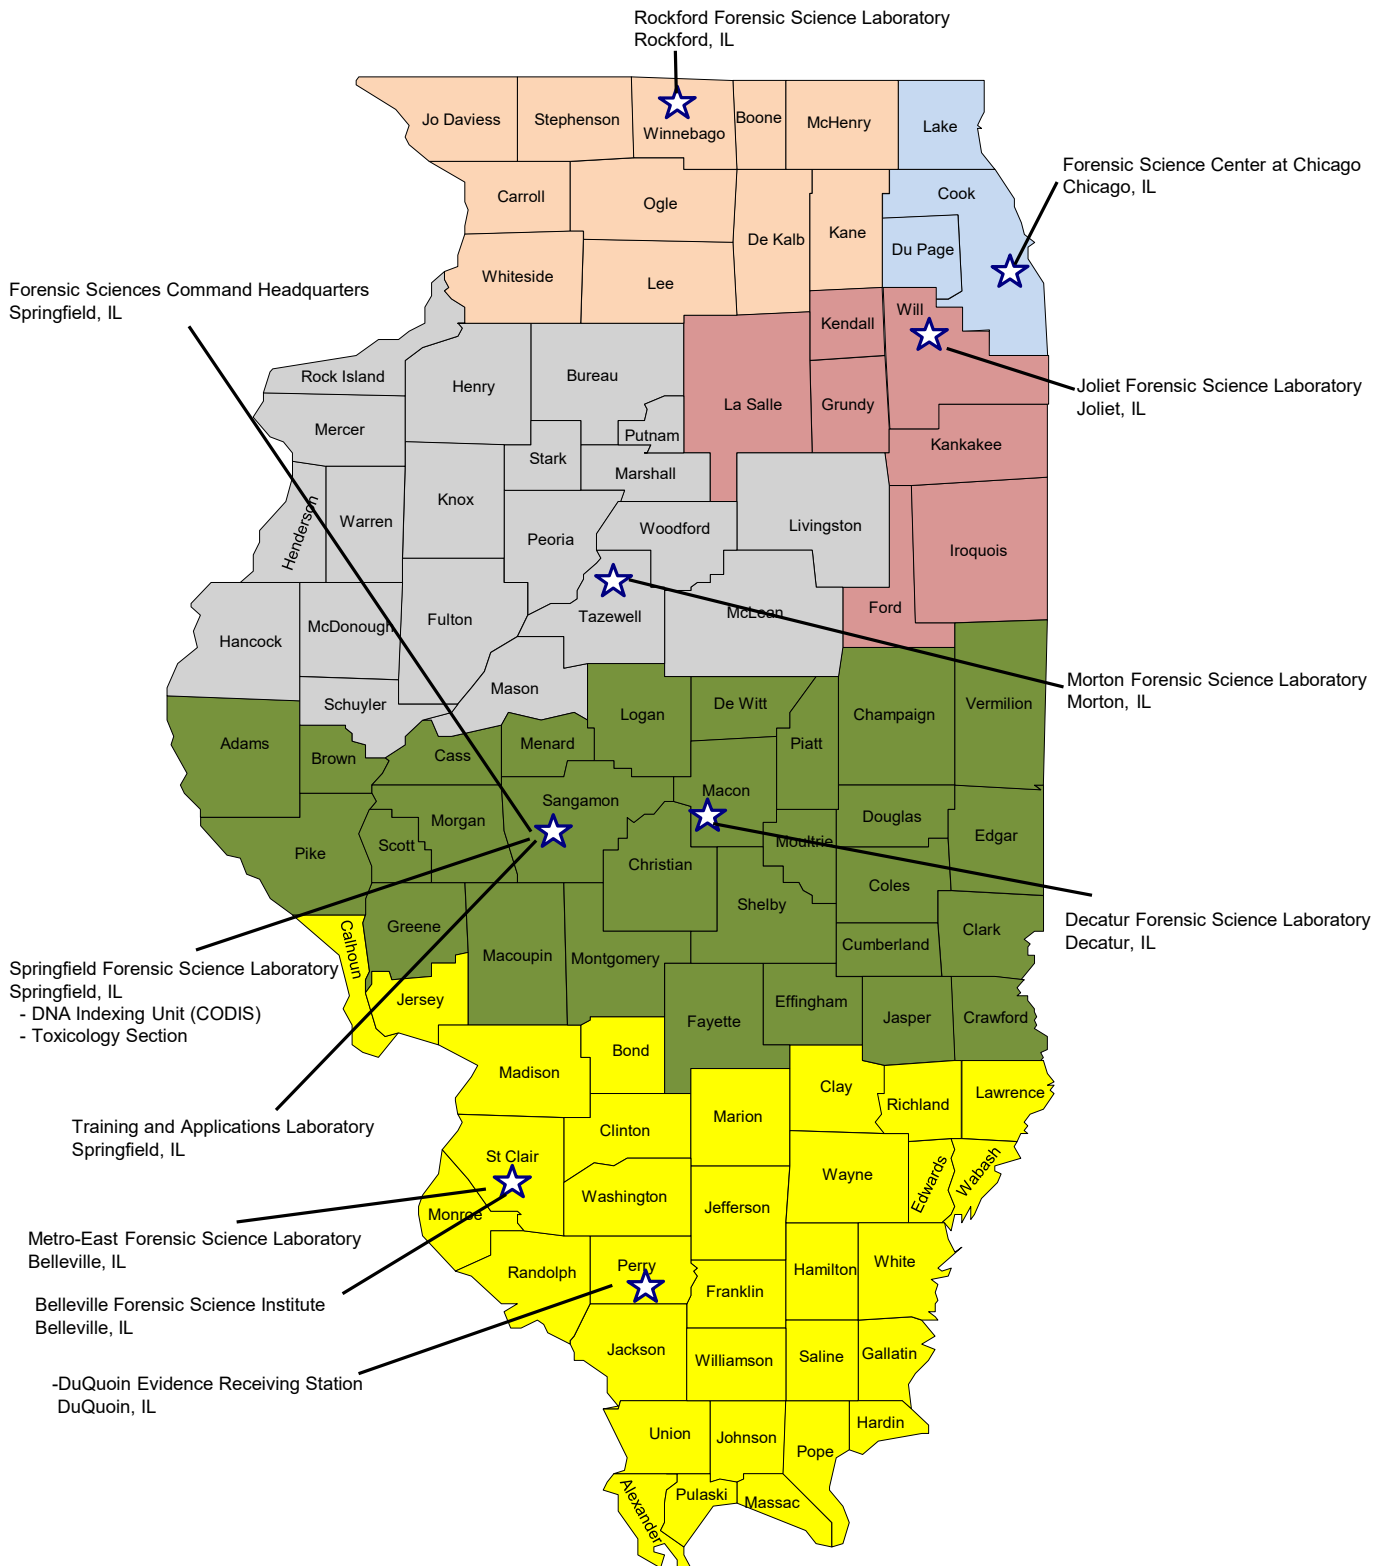 Rockford Forensic Science Laboratory
Rockford, IL
Jo Daviess
Stephenson
Winnebago
Boone
McHenry
Lake
Forensic Science Center at Chicago
Chicago, IL
Carroll
Ogle
De Kalb
Kane
Cook
Du Page
Whiteside
Lee
Forensic Sciences Command Headquarters
Springfield, IL
Kendall
Will
Rock Island
Henry
Bureau
La Salle
Grundy
Joliet Forensic Science Laboratory
Joliet, IL
Mercer
Putnam
Kankakee
Stark
Marshall
Henderson
Warren
Knox
Peoria
Woodford
Livingston
Iroquois
Hancock
McDonough
Fulton
Tazewell
McLean
Ford
Morton Forensic Science Laboratory
Morton, IL
Schuyler
Mason
Logan
De Witt
Piatt
Champaign
Vermilion
Adams
Brown
Cass
Menard
Sangamon
Macon
Morgan
Scott
Pike
Christian
Moultrie
Douglas
Edgar
Coles
Shelby
Decatur Forensic Science Laboratory
Decatur, IL
Calhoun
Greene
Macoupin
Montgomery
Cumberland
Clark
Springfield Forensic Science Laboratory
Springfield, IL
- DNA Indexing Unit (CODIS)
- Toxicology Section
Jersey
Fayette
Effingham
Jasper
Crawford
Madison
Bond
Clay
Richland
Lawrence
Training and Applications Laboratory
Springfield, IL
Clinton
Marion
St Clair
Washington
Jefferson
Wayne
Edwards
Wabash
Monroe
Metro-East Forensic Science Laboratory
Belleville, IL
Randolph
Perry
Franklin
Hamilton
White
Belleville Forensic Science Institute
Belleville, IL
Jackson
Williamson
Saline
Gallatin
-DuQuoin Evidence Receiving Station
DuQuoin, IL
Union
Johnson
Pope
Hardin
Alexander
Pulaski
Massac